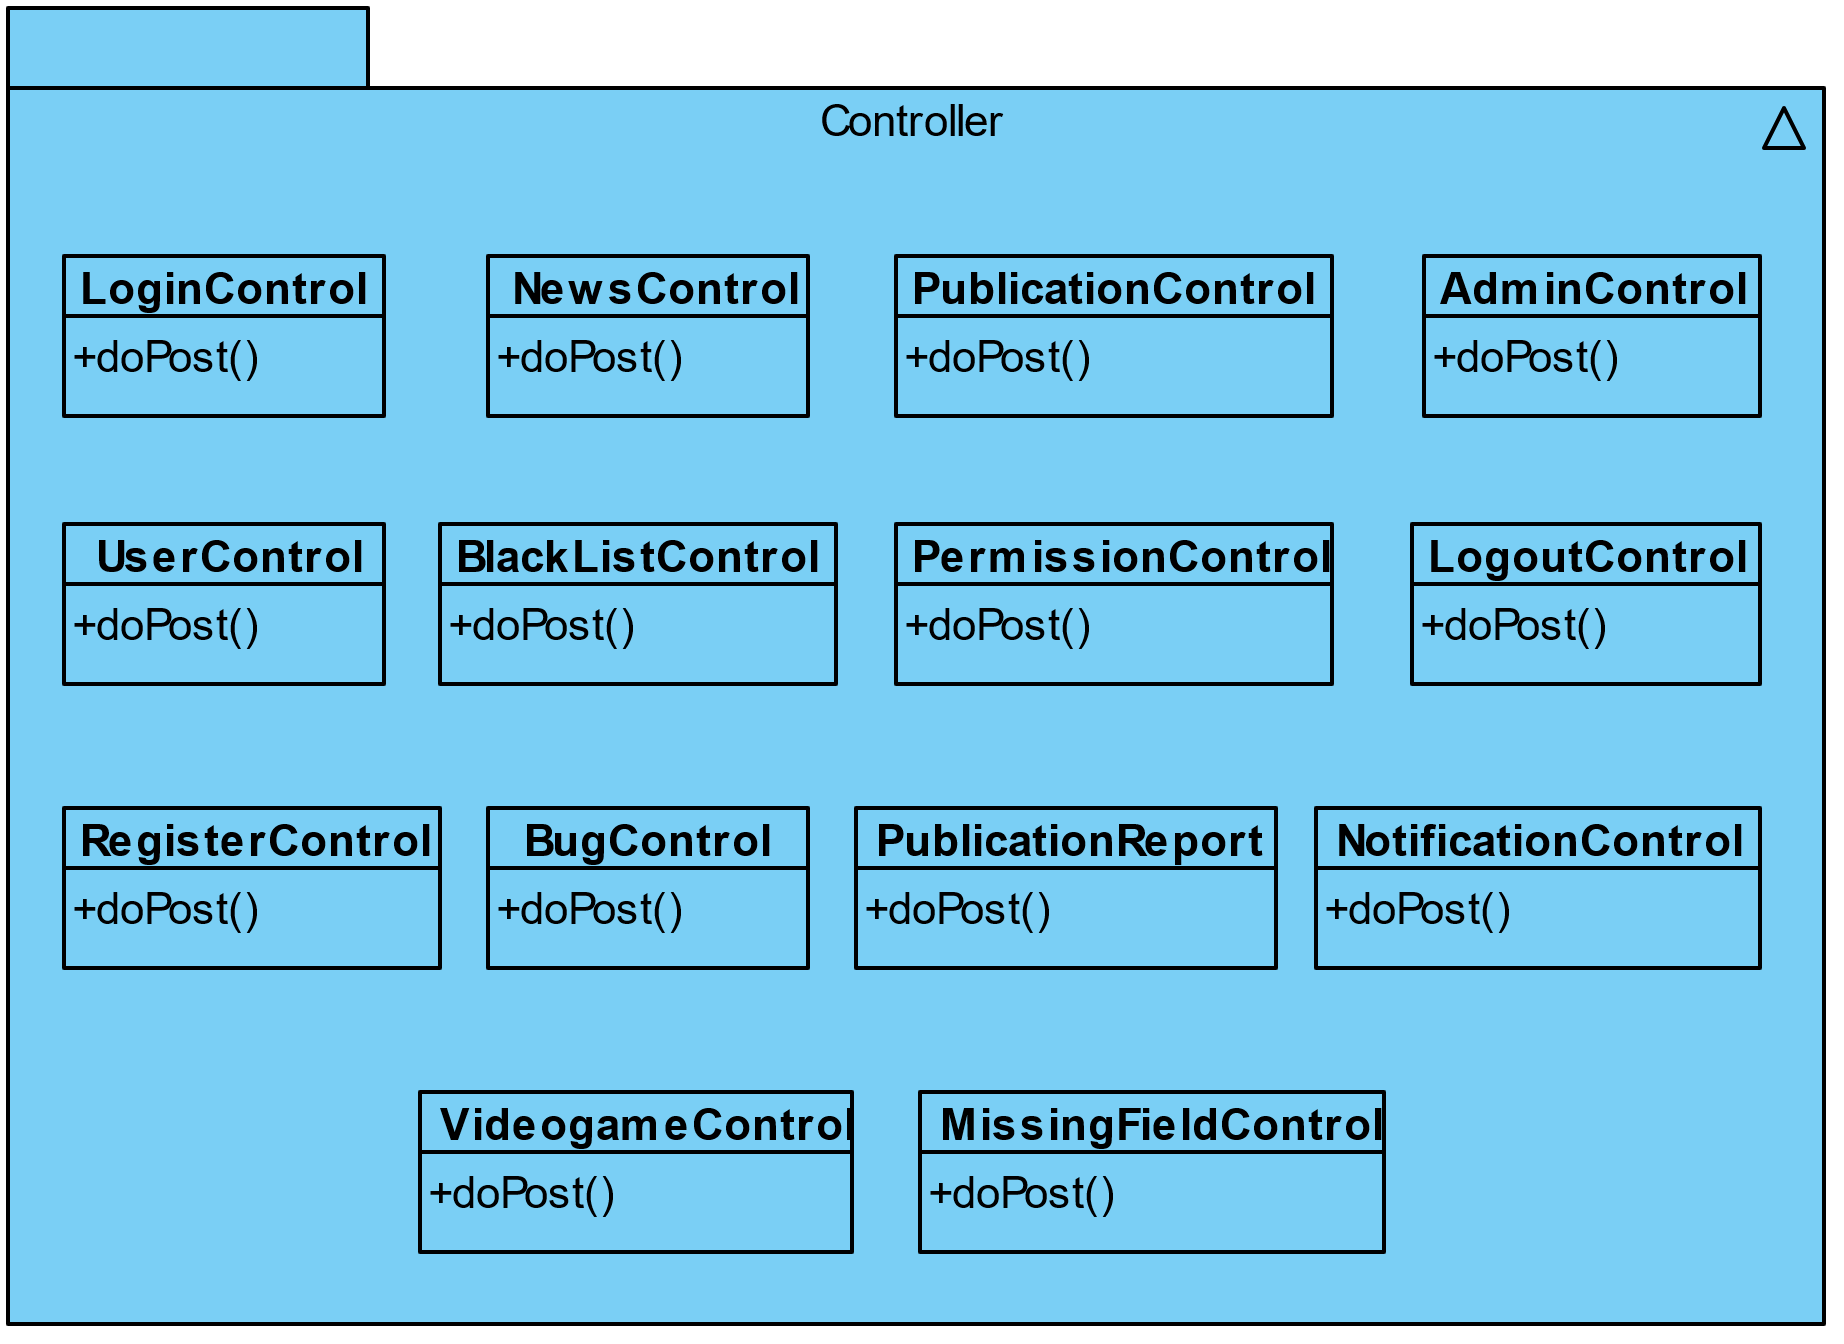 Controller
LoginControl
+doPost()
NewsControl
+doPost()
PublicationControl
+doPost()
AdminControl
+doPost()
UserControl
+doPost()
BlackListControl
+doPost()
PermissionControl
+doPost()
LogoutControl
+doPost()
RegisterControl
+doPost()
BugControl
+doPost()
PublicationReport
+doPost()
NotificationControl
+doPost()
VideogameControl
+doPost()
MissingFieldControl
+doPost()